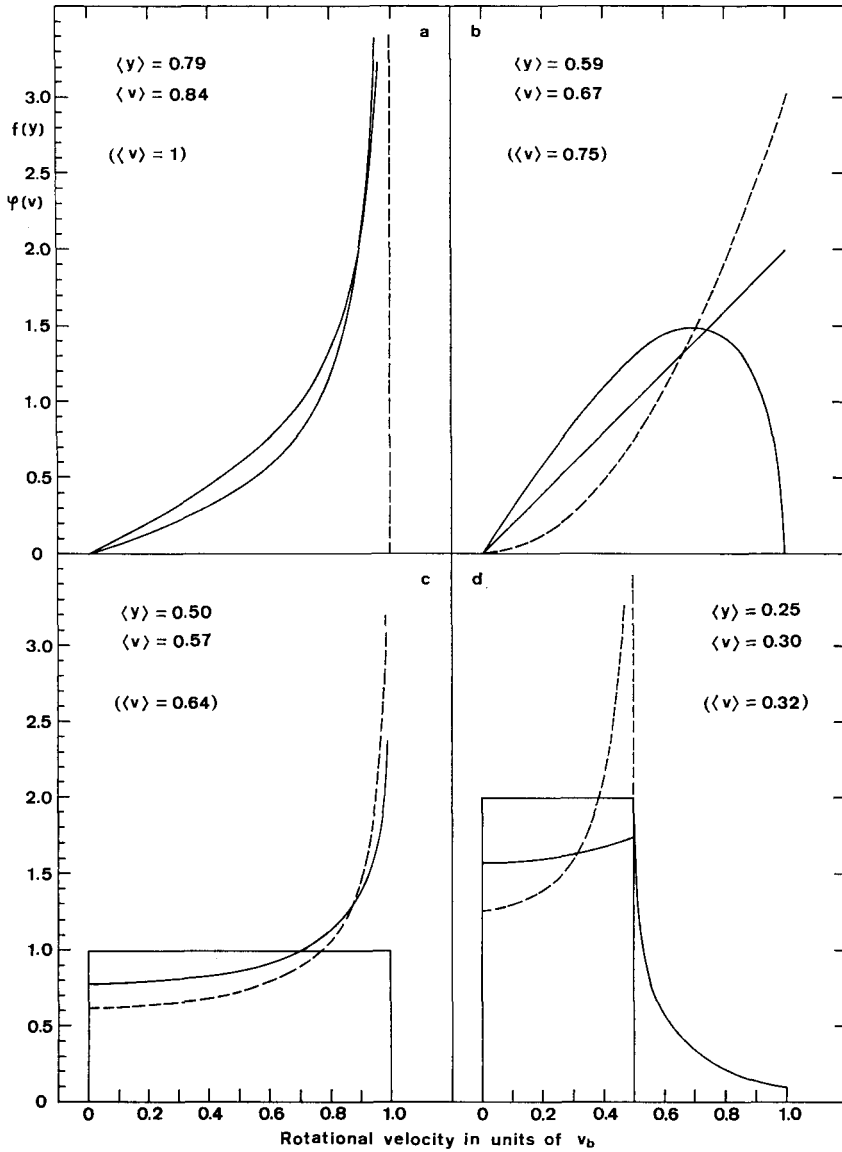 a
b
⟨y⟩ = 0.79
⟨v⟩ = 0.84
(⟨v⟩ = 1)
⟨y⟩ = 0.59
⟨v⟩ = 0.67
(⟨v⟩ = 0.75)
3.0
f(y)
2.5
φ(v)
2.0
1.5
1.0
0.5
0
c
d
⟨y⟩ = 0.50
⟨v⟩ = 0.57
(⟨v⟩ = 0.64)
⟨y⟩ = 0.25
⟨v⟩ = 0.30
(⟨v⟩ = 0.32)
3.0
2.5
2.0
1.5
1.0
0.5
0
0 0.2 0.4 0.6 0.8 1.0
0 0.2 0.4 0.6 0.8 1.0
Rotational velocity in units of v_b